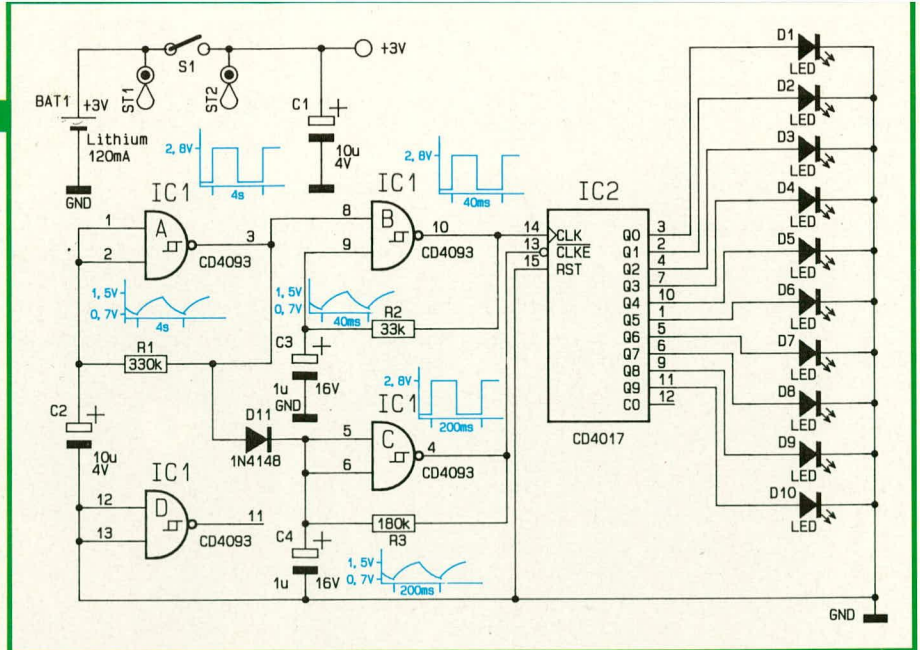 S1
+3V
ST1
ST2
BAT1
+3V
Lithium
120mA
GND
C1
+
10u
4V
2,8V
4s
IC1
1
2
A
3
CD4093
1,5V
0,7V
4s
R1
330k
C2
+
10u
4V
IC1
12
13
D
11
CD4093
2,8V
40ms
IC1
8
9
B
10
CD4093
1,5V
0,7V
40ms
R2
33k
C3
+
1u
16V
GND
2,8V
200ms
IC1
D11
1N4148
5
6
C
4
CD4093
180k
R3
C4
+
1u
16V
1,5V
0,7V
200ms
IC2
14
13
15
CLK
CLKE
RST
Q0
Q1
Q2
Q3
Q4
Q5
Q6
Q7
Q8
Q9
C0
3
2
4
7
10
1
5
6
9
11
12
CD4017
D1
LED
D2
LED
D3
LED
D4
LED
D5
LED
D6
LED
D7
LED
D8
LED
D9
LED
D10
LED
GND